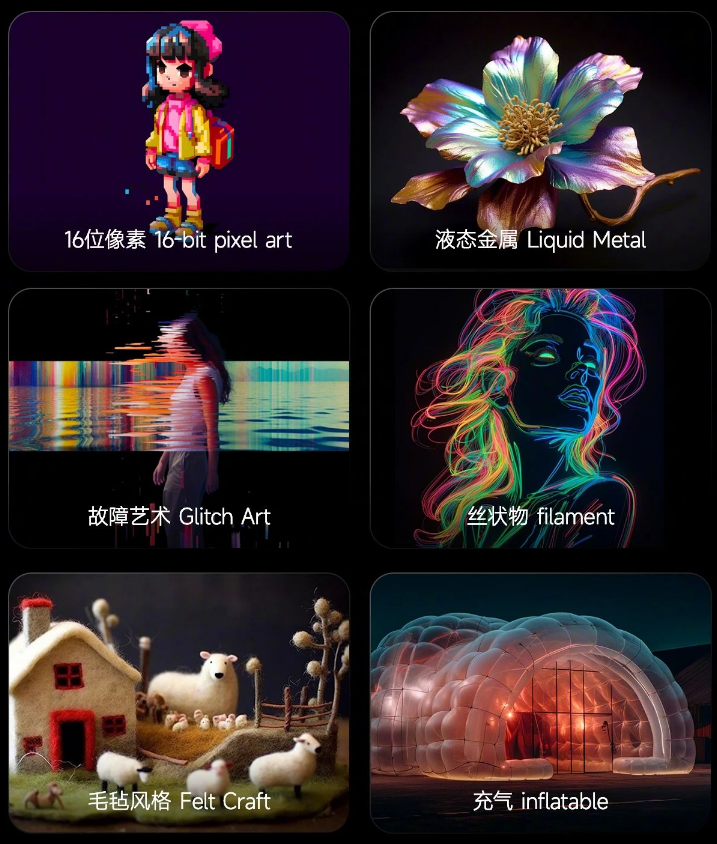 16位像素 16-bit pixel art
液态金属 Liquid Metal
故障艺术 Glitch Art
丝状物 filament
毛毡风格 Felt Craft
充气 inflatable